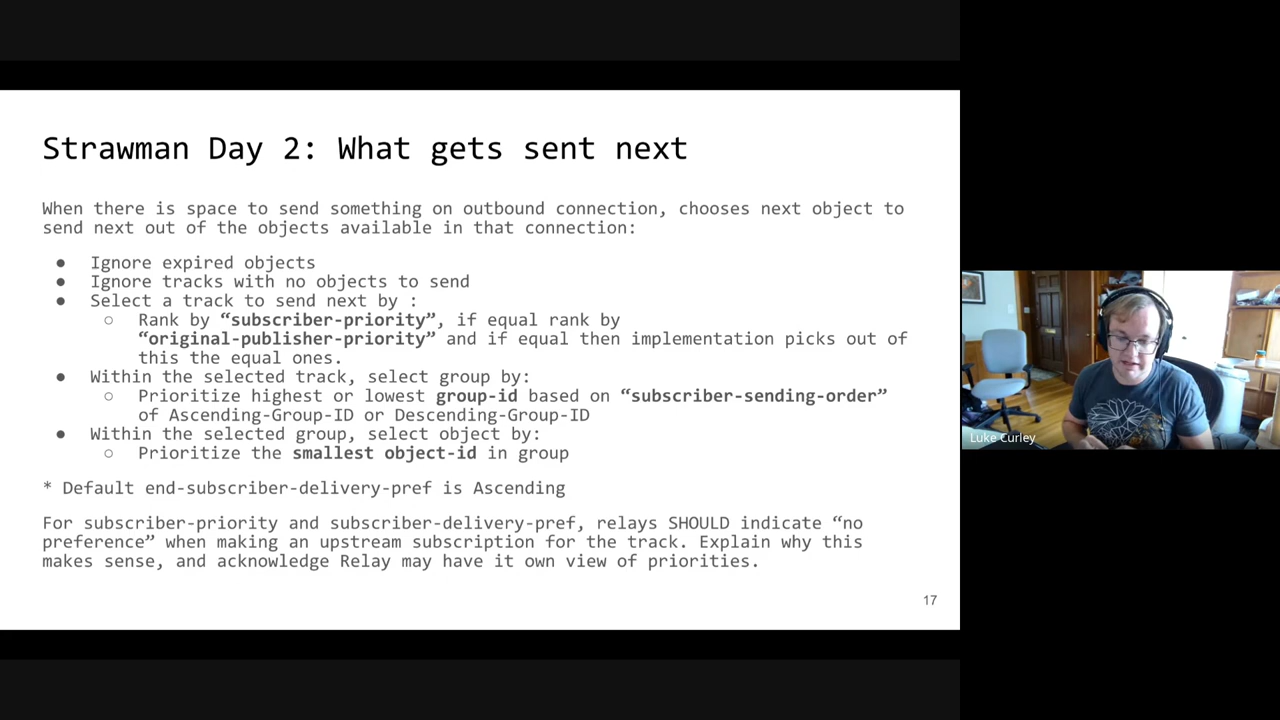 Strawman Day 2: What gets sent next
When there is space to send something on outbound connection, chooses next object to
send next out of the objects available in that connection:
● Ignore expired objects
● Ignore tracks with no objects to send
● Select a track to send next by :
○ Rank by “subscriber-priority”, if equal rank by
“original-publisher-priority” and if equal then implementation picks out of
this the equal ones.
● Within the selected track, select group by:
○ Prioritize highest or lowest group-id based on “subscriber-sending-order”
of Ascending-Group-ID or Descending-Group-ID
● Within the selected group, select object by:
○ Prioritize the smallest object-id in group
* Default end-subscriber-delivery-pref is Ascending
For subscriber-priority and subscriber-delivery-pref, relays SHOULD indicate “no
preference” when making an upstream subscription for the track. Explain why this
makes sense, and acknowledge Relay may have it own view of priorities.
17
Luke Curley